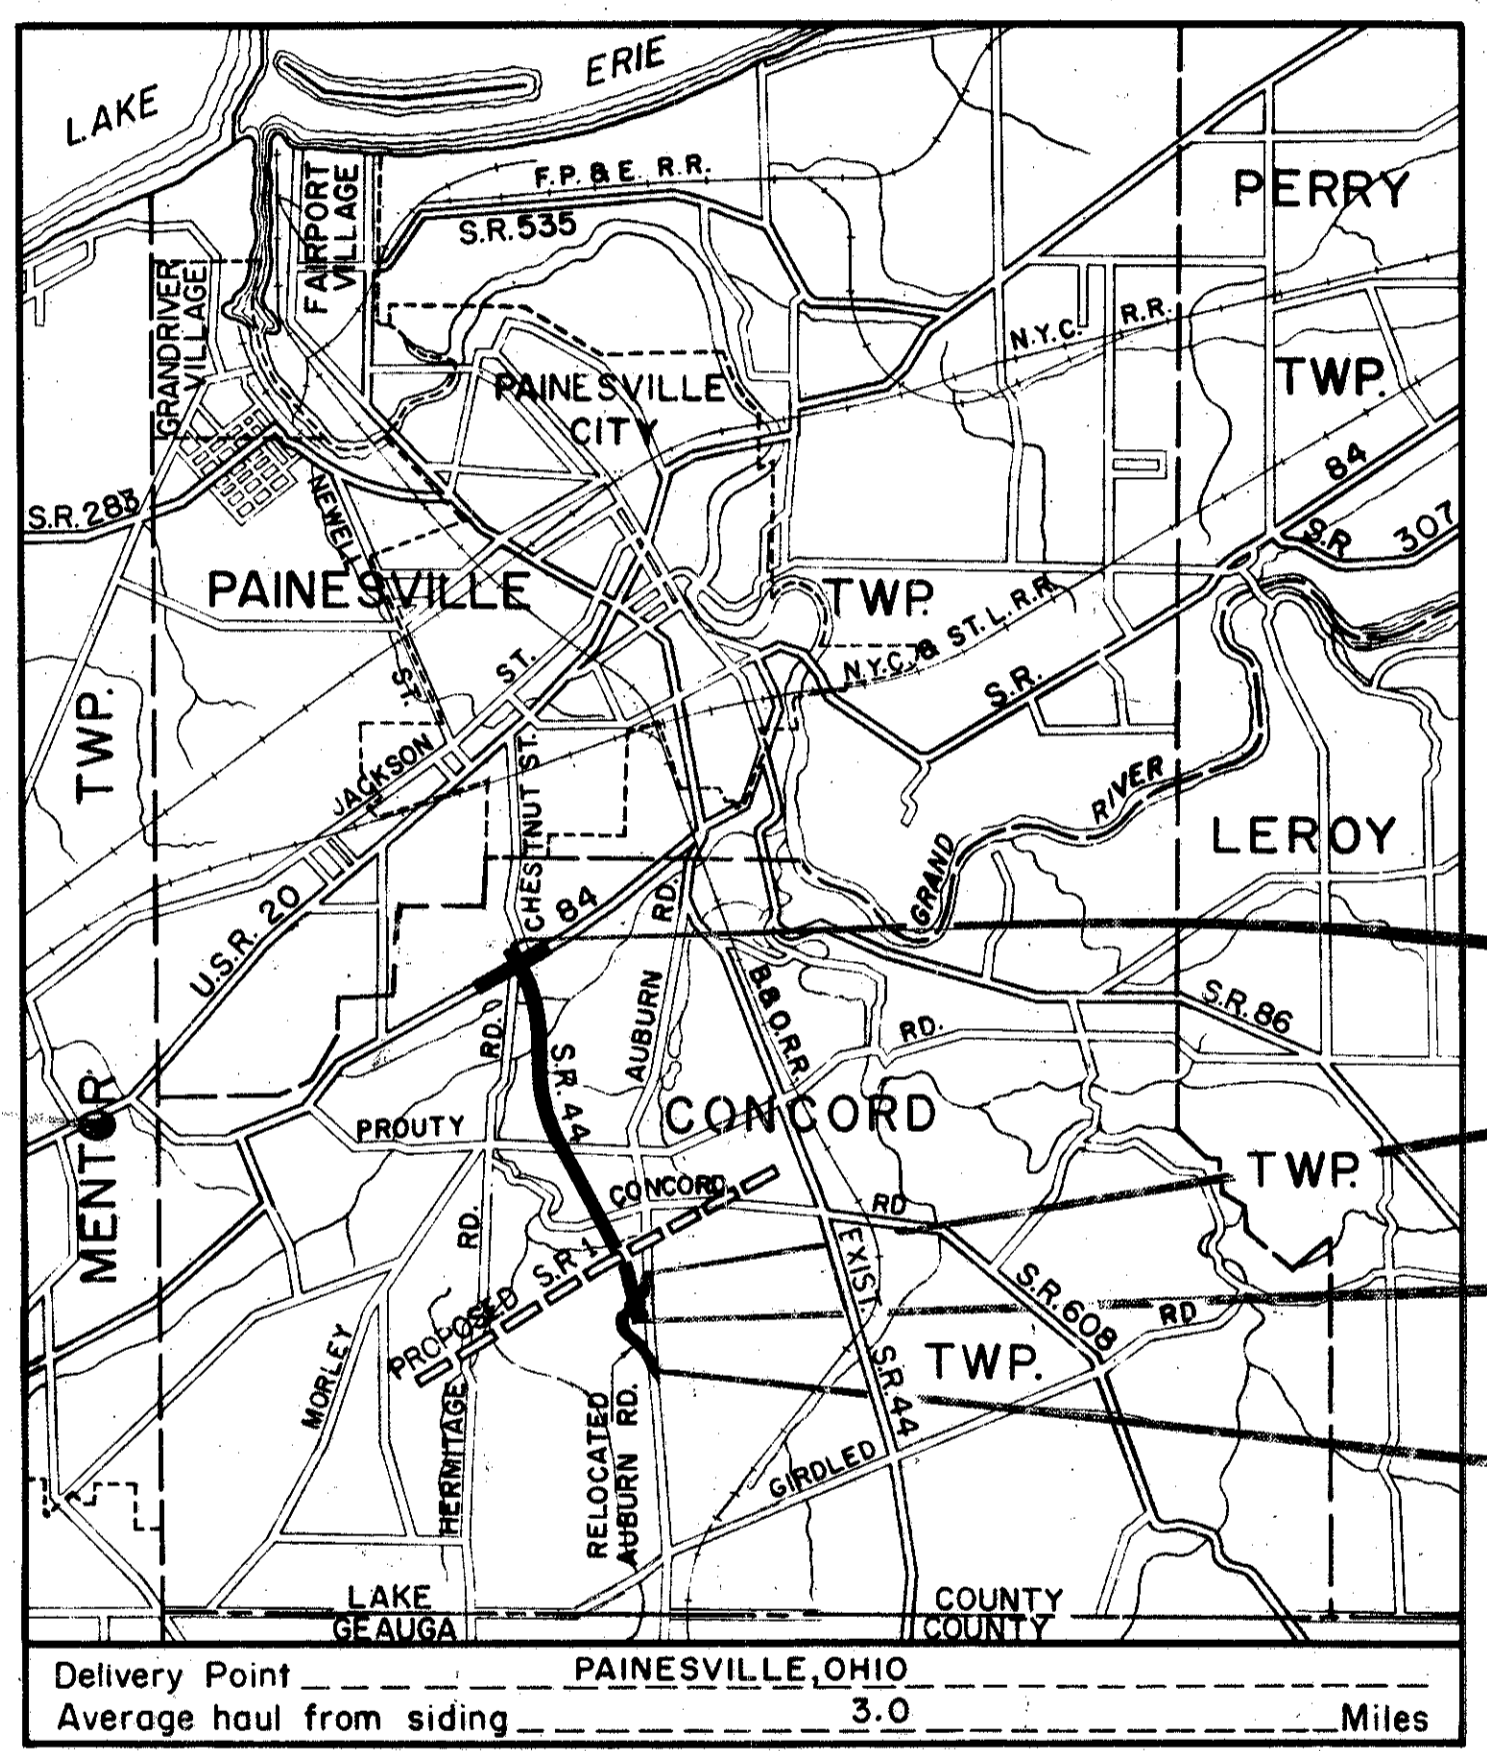 LAKE
ERIE
FAIRPORT
VILLAGE
F.P. & E. R.R.
S.R. 535
PERRY
GRANDRIVER
VILLAGE
N.Y.C. R.R.
TWP.
PAINESVILLE
CITY
84
S.R. 283
NEWELL
ST.
S.R. 307
PAINESVILLE
TWP.
N.Y.C. & ST. L. R.R.
ST.
JACKSON
S.R.
TWP.
CHESTNUT ST.
RIVER
GRAND
LEROY
U.S.R. 20
84
RD.
AUBURN
B.&O.R.R.
S.R. 86
RD.
RD.
S.R. 44
MENTOR
PROUTY
CONCORD
TWP.
CONCORD
RD
RD.
PROPOSED S.R. 1
EXIST.
S.R. 44
S.R. 608
RD
MORLEY
TWP.
HERMITAGE
RELOCATED
AUBURN RD.
GIRDLED
LAKE COUNTY
GEAUGA COUNTY
Delivery Point PAINESVILLE, OHIO
Average haul from siding 3.0 Miles